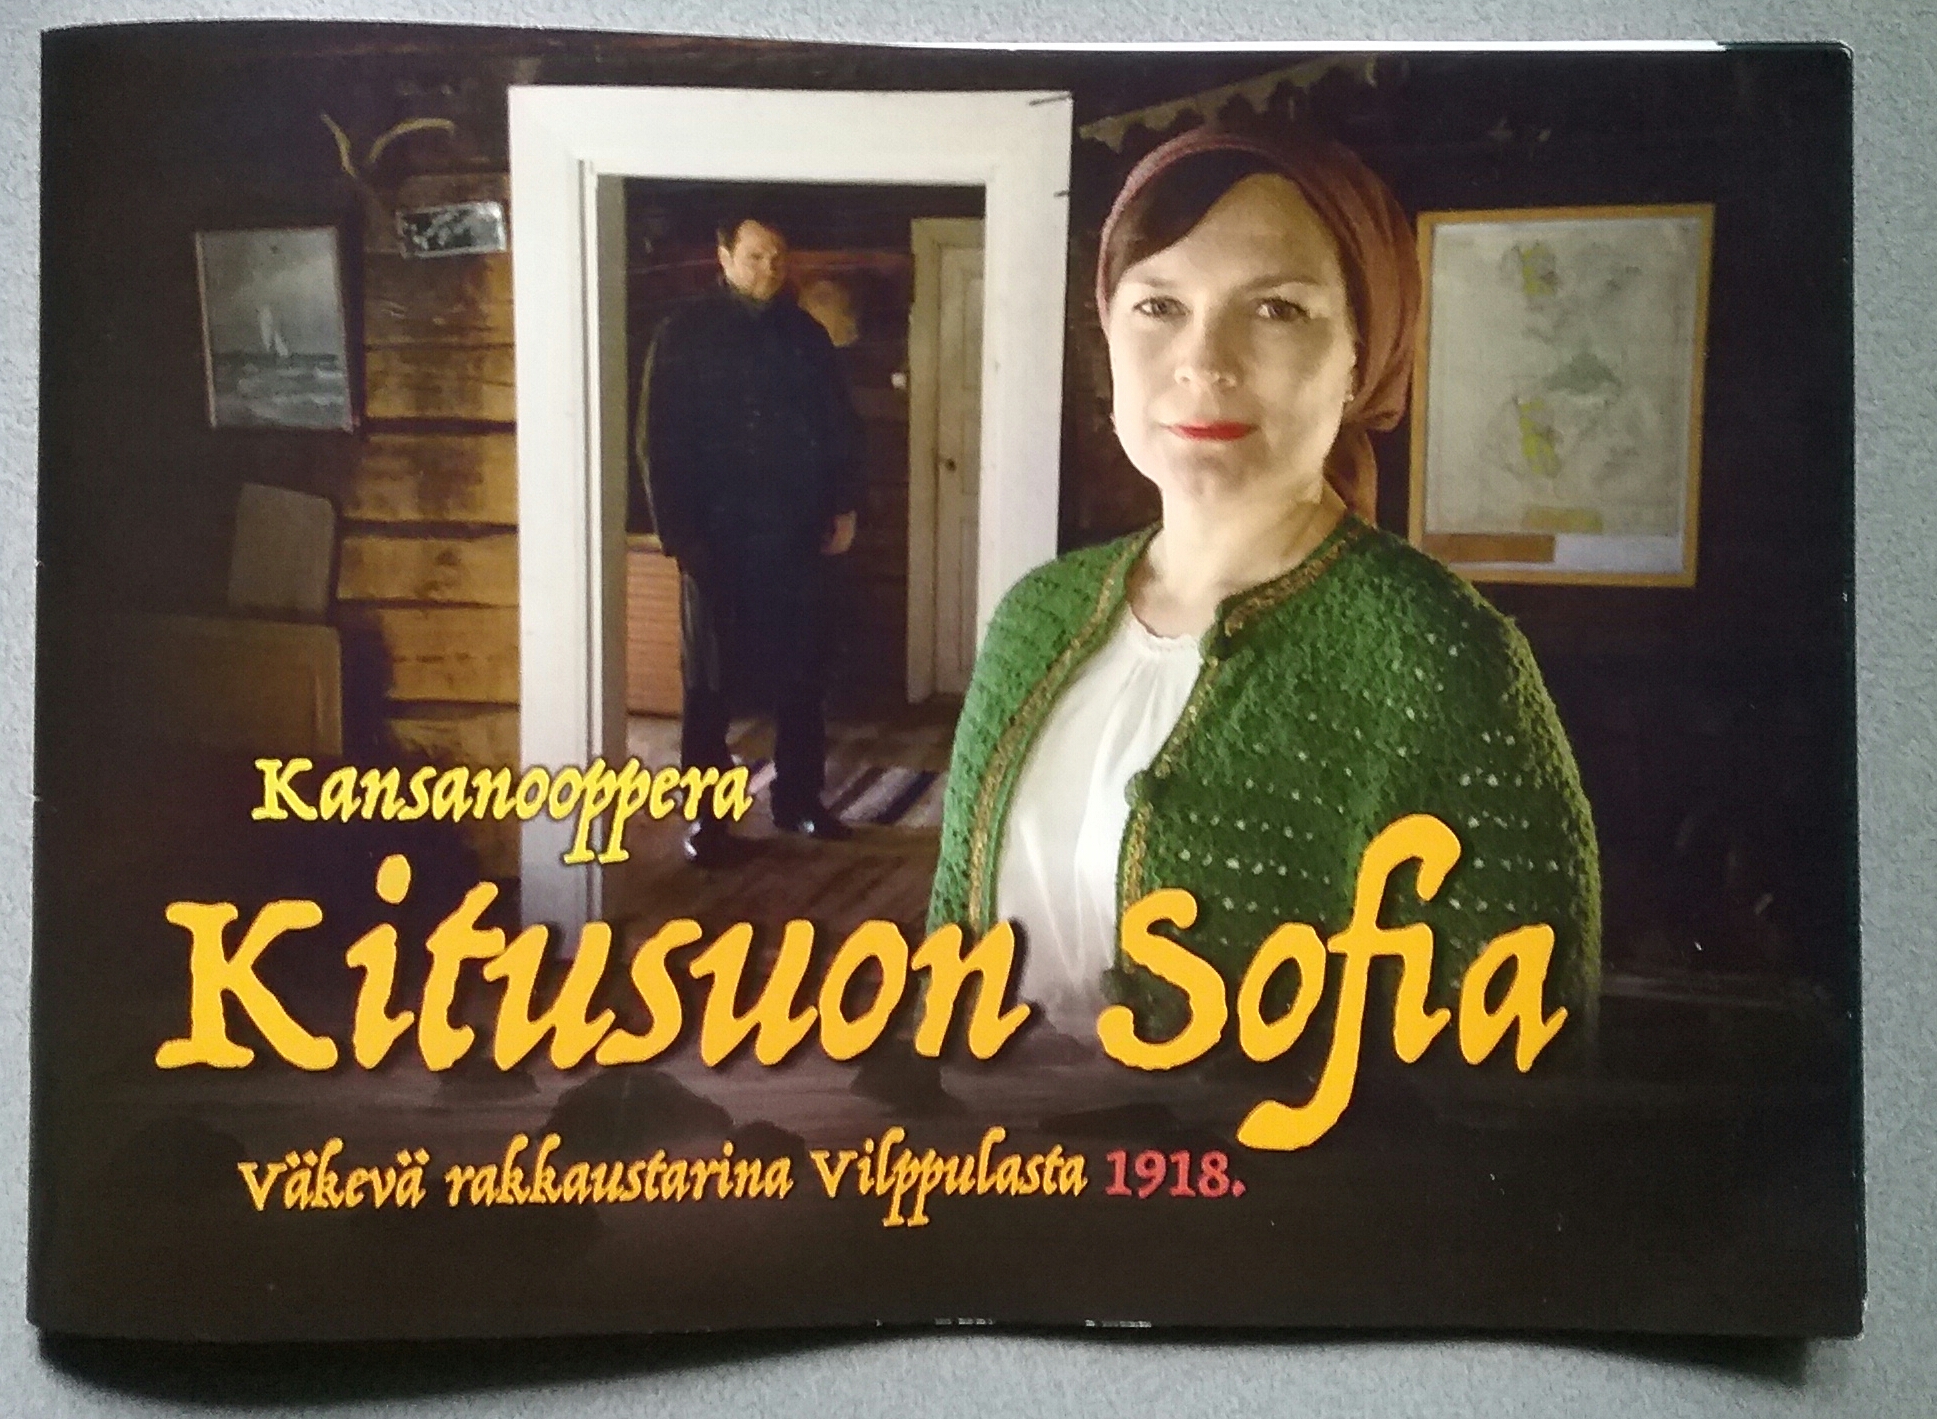 Kansanooppera
Kitusuon Sofia
Väkevä rakkaustarina Vilppulasta 1918.